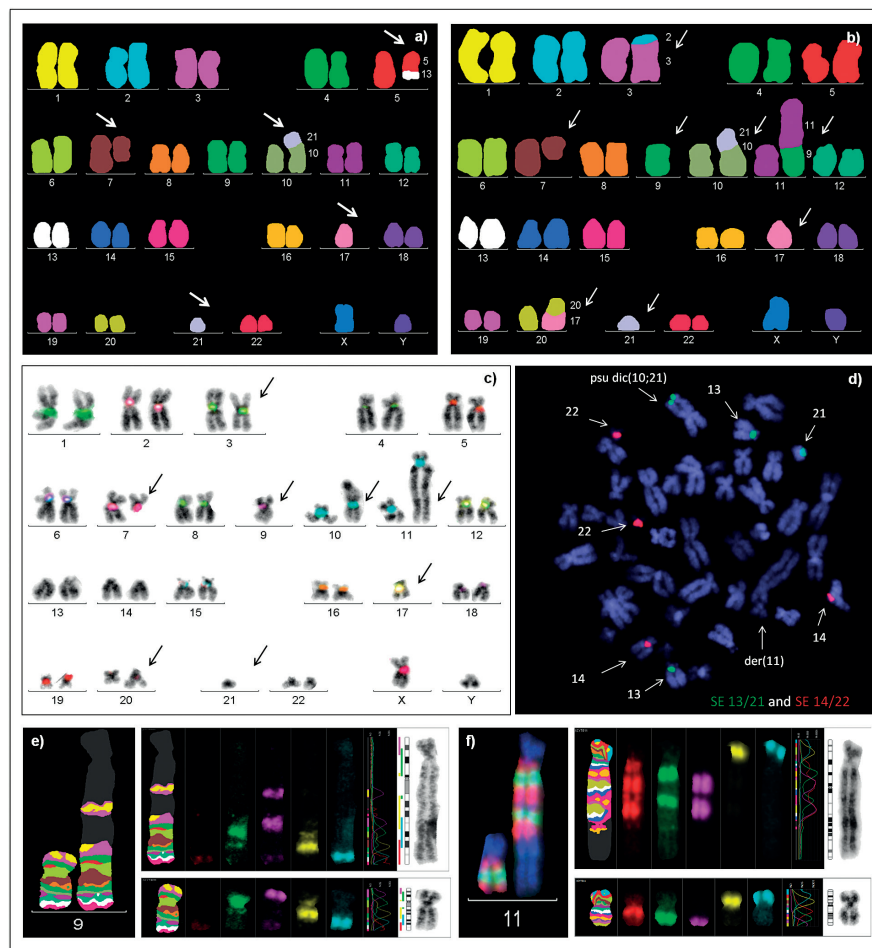 a)
5
13
1 2 3 4 5
21
10
6 7 8 9 10 11 12
13 14 15 16 17 18
19 20 21 22 X Y
b)
2
3
1 2 3 4 5
11
21
10
9
6 7 8 9 10 11 12
13 14 15 16 17 18
20
17
19 20 21 22 X Y
c)
1 2 3 4 5
6 7 8 9 10 11 12
13 14 15 16 17 18
19 20 21 22 X Y
d)
psu dic(10;21)
13
21
22
22
14
14
der(11)
13
SE 13/21 and SE 14/22
e)
9
f)
11